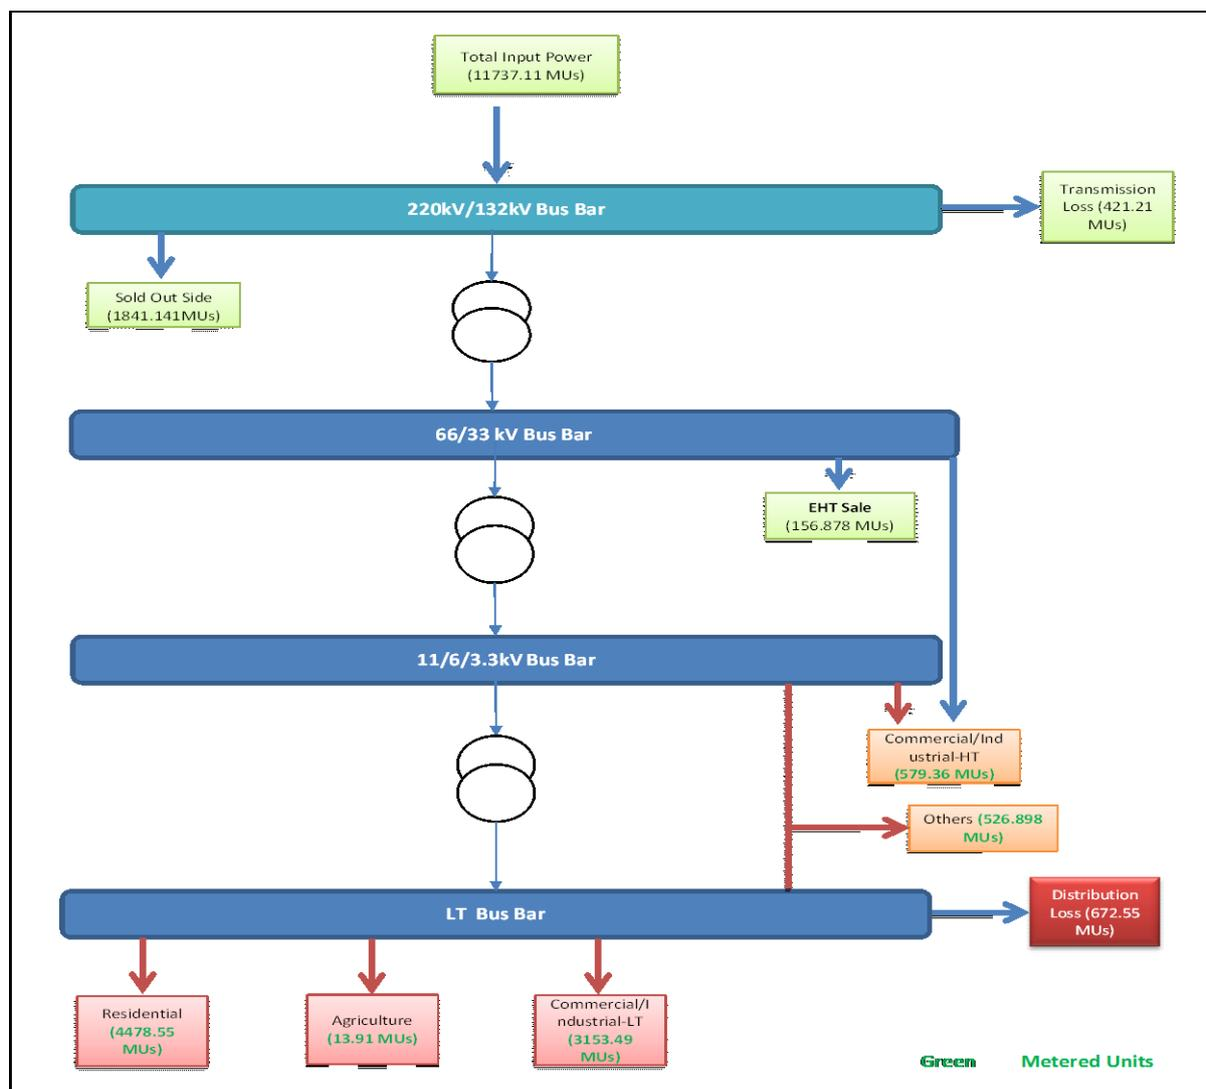 Total Input Power
(11737.11 MUs)
220kV/132kV Bus Bar
Transmission
Loss (421.21
MUs)
Sold Out Side
(1841.141MUs)
66/33 kV Bus Bar
EHT Sale
(156.878 MUs)
11/6/3.3kV Bus Bar
Commercial/Ind
ustrial-HT
(579.36 MUs)
Others (526.898
MUs)
LT Bus Bar
Distribution
Loss (672.55
MUs)
Residential
(4478.55
MUs)
Agriculture
(13.91 MUs)
Commercial/I
ndustrial-LT
(3153.49
MUs)
Green Metered Units